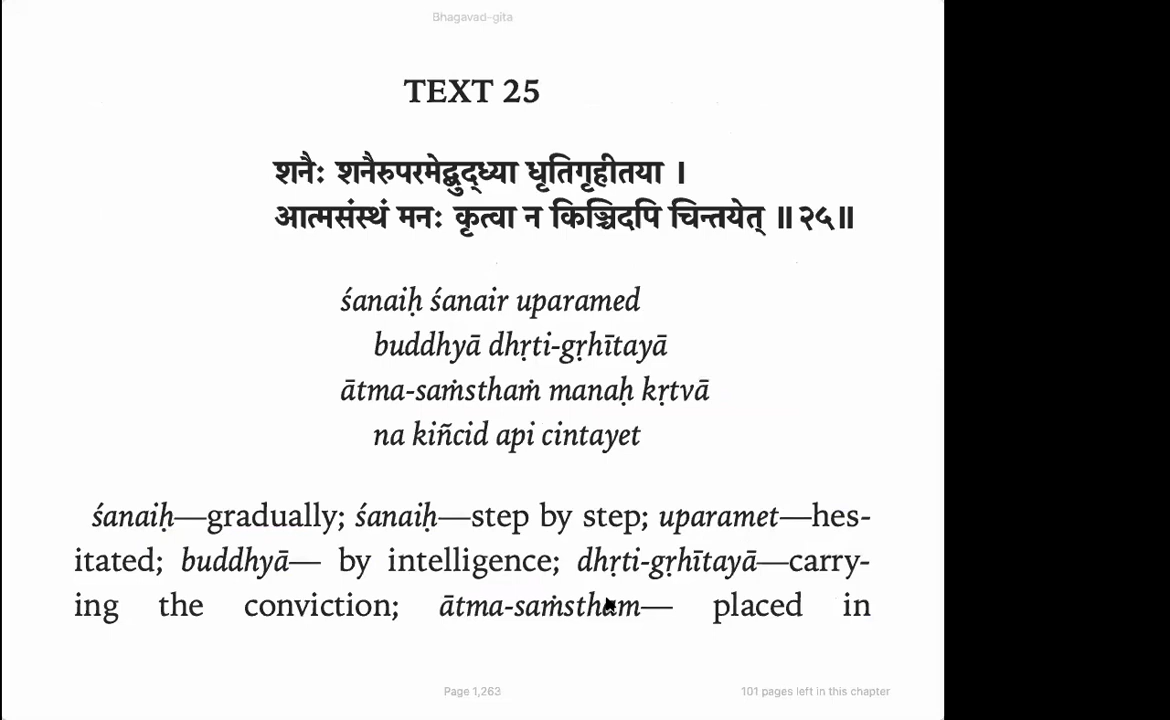 Bhagavad-gita
TEXT 25
शनैः शनैरुपरमेद्बुद्ध्या धृतिगृहीतया ।
आत्मसंस्थं मनः कृत्वा न किञ्चिदपि चिन्तयेत् ॥२५॥
śanaiḥ śanair uparamed
buddhyā dhṛti-gṛhītayā
ātma-saṁsthaṁ manaḥ kṛtvā
na kiñcid api cintayet
śanaiḥ—gradually; śanaiḥ—step by step; uparamet—hes-
itated; buddhyā— by intelligence; dhṛti-gṛhītayā—carry-
ing the conviction; ātma-saṁstham— placed in
Page 1,263
101 pages left in this chapter